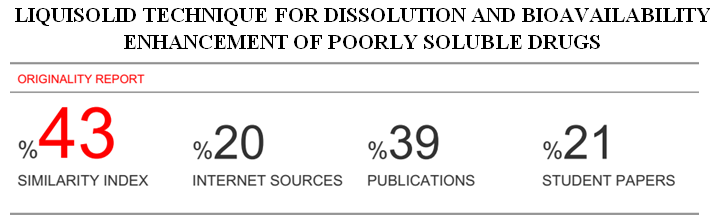 LIQUISOLID TECHNIQUE FOR DISSOLUTION AND BIOAVAILABILITY
ENHANCEMENT OF POORLY SOLUBLE DRUGS
ORIGINALITY REPORT
%43 %20 %39 %21
SIMILARITY INDEX INTERNET SOURCES PUBLICATIONS STUDENT PAPERS